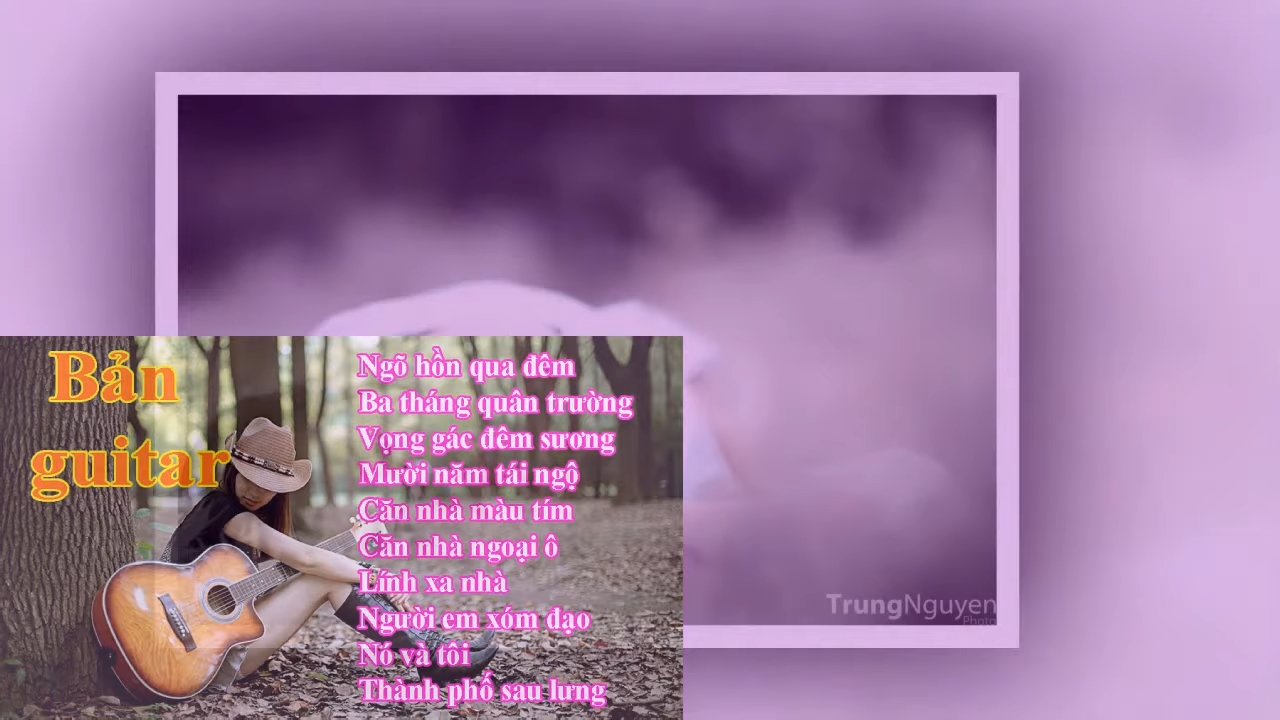 Bản
guitar
Ngõ hồn qua đêm
Ba tháng quân trường
Vọng gác đêm sương
Mười năm tái ngộ
Căn nhà màu tím
Căn nhà ngoại ô
Lính xa nhà
Người em xóm đạo
Nó và tôi
Thành phố sau lưng
TrungNguyen
Photo